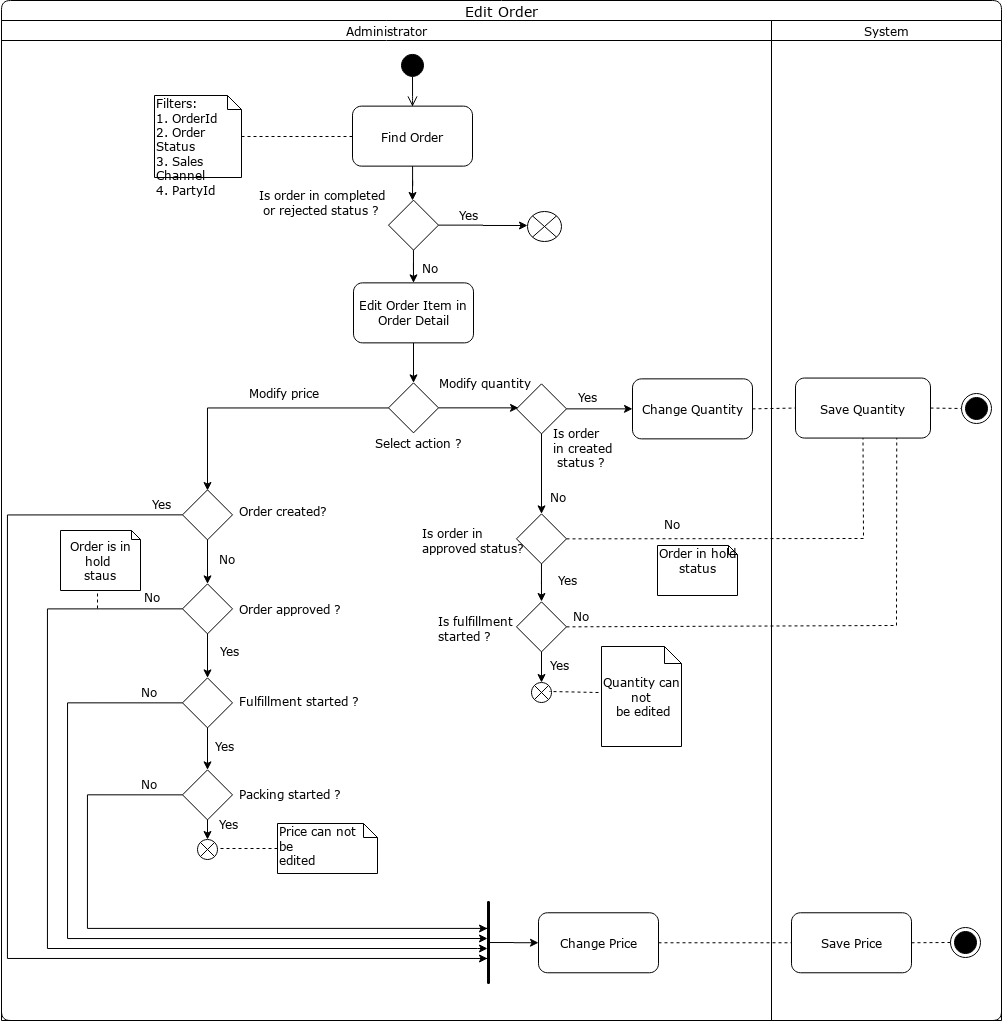 Edit Order
Administrator
System
Filters:
1. OrderId
2. Order
Status
3. Sales
Channel
4. PartyId
Find Order
Is order in completed
or rejected status ?
Yes
No
Edit Order Item in
Order Detail
Modify price
Modify quantity
Select action ?
Yes
Is order
in created
status ?
Change Quantity
Save Quantity
No
Is order in
approved status?
No
Order in hold
status
Yes
Is fulfillment
started ?
No
Yes
Quantity can
not
be edited
Yes
Order created?
No
Order is in
hold
staus
No
Order approved ?
Yes
No
Fulfillment started ?
Yes
No
Packing started ?
Yes
Price can not
be
edited
Change Price
Save Price